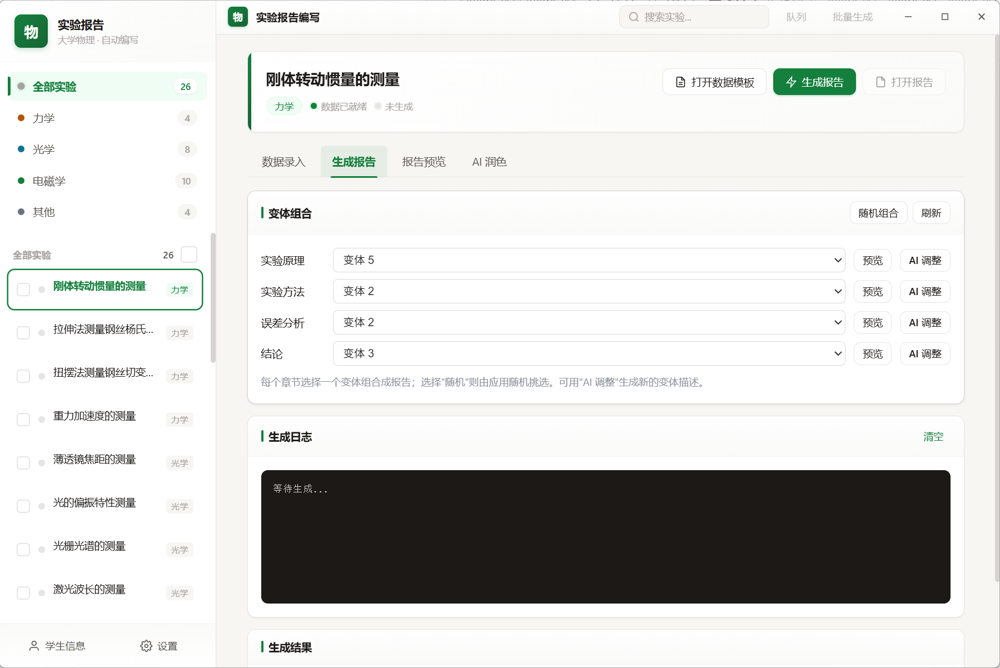 物
实验报告
大学物理 · 自动编写
全部实验
26
力学
4
光学
8
电磁学
10
其他
4
全部实验
26
刚体转动惯量的测量
力学
拉伸法测量钢丝杨氏...
力学
扭摆法测量钢丝切变...
力学
重力加速度的测量
力学
薄透镜焦距的测量
光学
光的偏振特性测量
光学
光栅光谱的测量
光学
激光波长的测量
光学
学生信息
设置
物
实验报告编写
搜索实验...
队列
批量生成
刚体转动惯量的测量
力学
数据已就绪
未生成
打开数据模板
生成报告
打开报告
数据录入
生成报告
报告预览
AI 润色
变体组合
随机组合
刷新
实验原理
变体 5
预览
AI 调整
实验方法
变体 2
预览
AI 调整
误差分析
变体 2
预览
AI 调整
结论
变体 3
预览
AI 调整
每个章节选择一个变体组合成报告；选择"随机"则由应用随机挑选。可用"AI 调整"生成新的变体描述。
生成日志
清空
等待生成...
生成结果